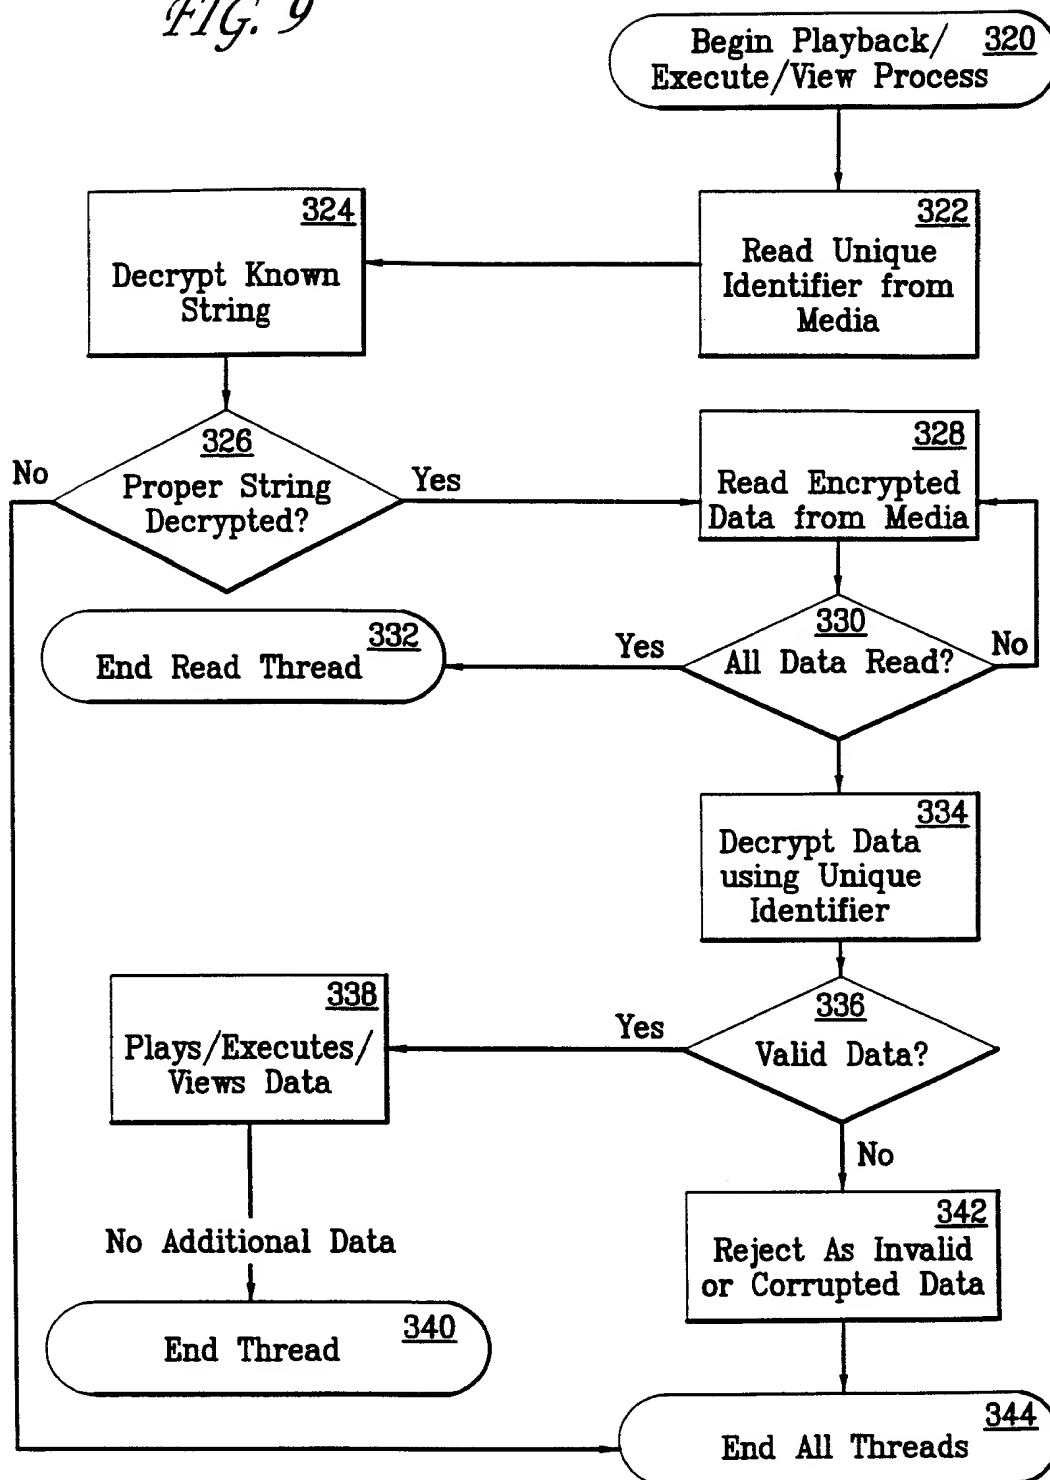 FIG. 9
Begin Playback/ 320
Execute/View Process
324
Decrypt Known
String
322
Read Unique
Identifier from
Media
326
Proper String
Decrypted?
No
Yes
328
Read Encrypted
Data from Media
332
End Read Thread
Yes
330
All Data Read?
No
334
Decrypt Data
using Unique
Identifier
338
Plays/Executes/
Views Data
Yes
336
Valid Data?
No
No Additional Data
342
Reject As Invalid
or Corrupted Data
340
End Thread
344
End All Threads